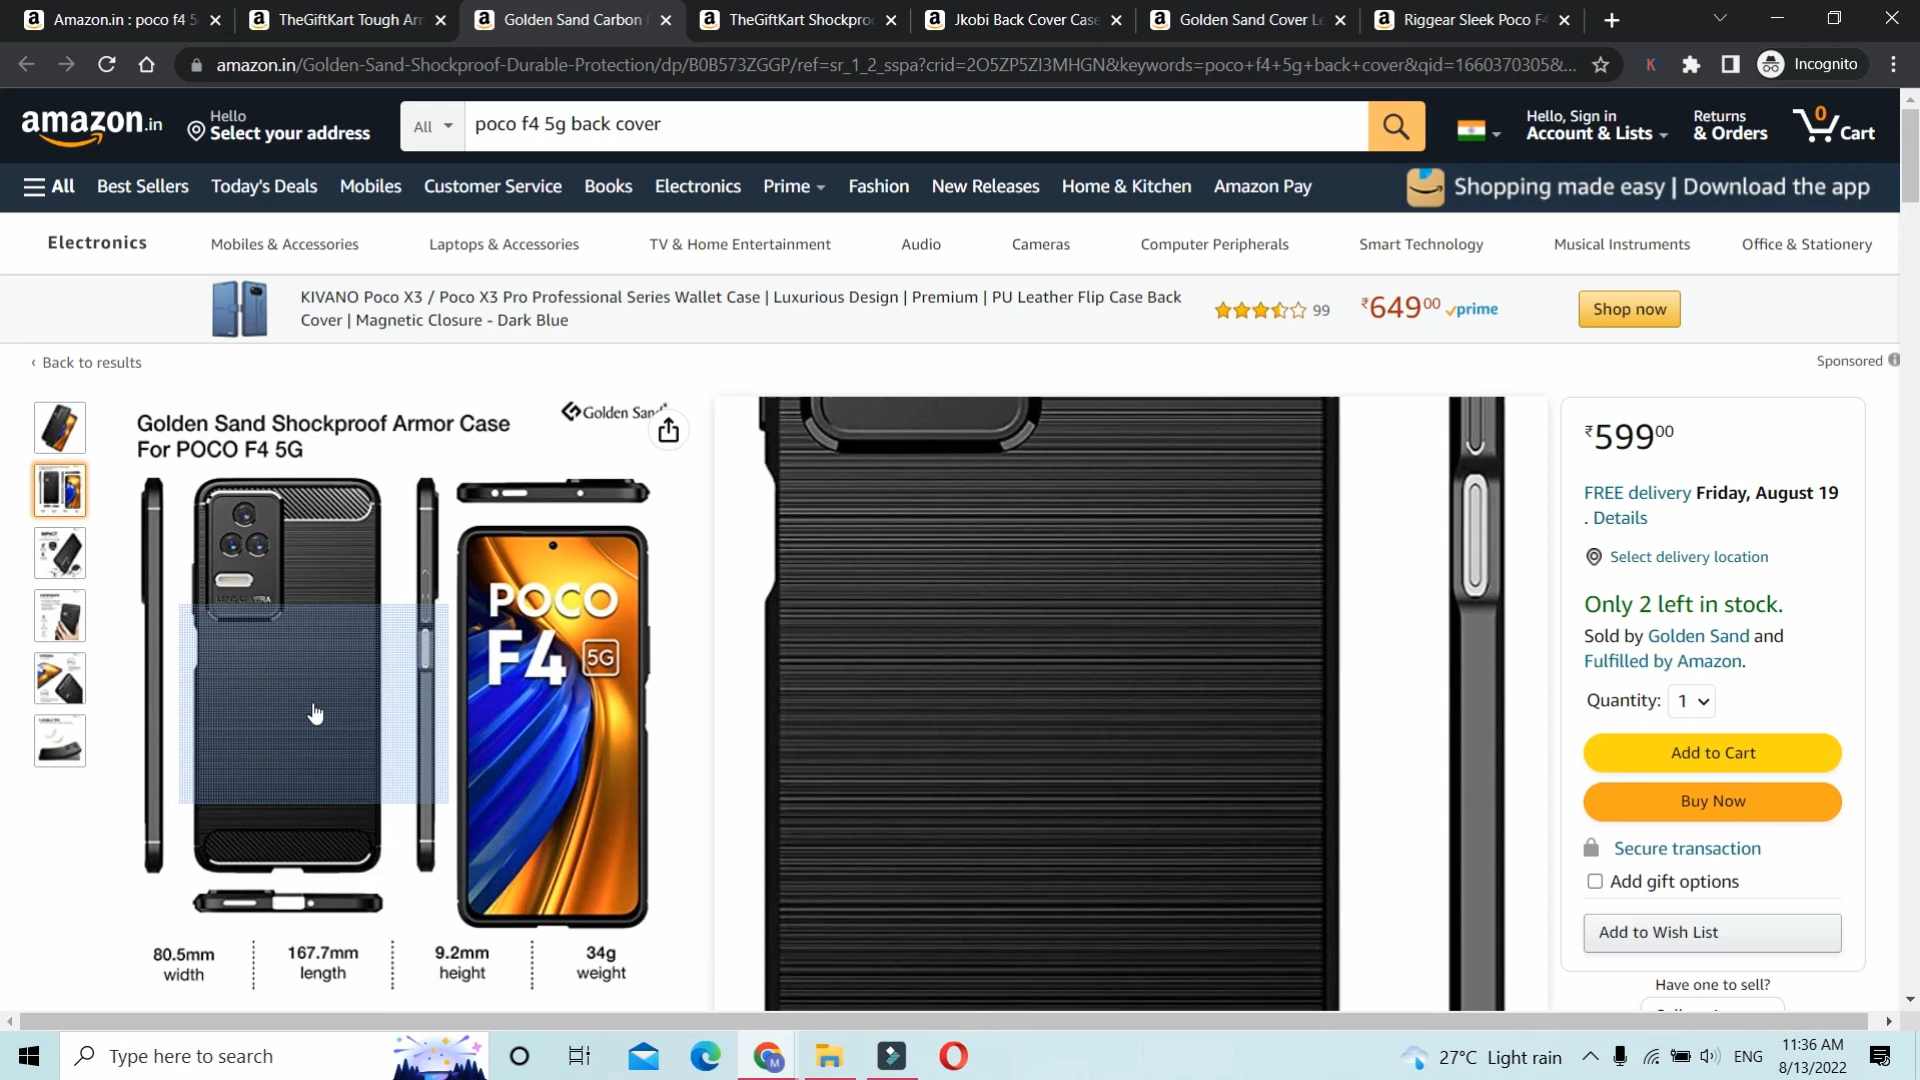 Amazon.in : poco f4 5
TheGiftKart Tough Arm
Golden Sand Carbon F
TheGiftKart Shockproo
Jkobi Back Cover Case
Golden Sand Cover Le
Riggear Sleek Poco F4
amazon.in/Golden-Sand-Shockproof-Durable-Protection/dp/B0B573ZGGP/ref=sr_1_2_sspa?crid=2O5ZP5ZI3MHGN&keywords=poco+f4+5g+back+cover&qid=1660370305&...
K
Incognito
amazon.in
Hello
Select your address
All
poco f4 5g back cover
Hello, Sign in
Account & Lists
Returns
& Orders
0
Cart
All
Best Sellers
Today's Deals
Mobiles
Customer Service
Books
Electronics
Prime
Fashion
New Releases
Home & Kitchen
Amazon Pay
Shopping made easy | Download the app
Electronics
Mobiles & Accessories
Laptops & Accessories
TV & Home Entertainment
Audio
Cameras
Computer Peripherals
Smart Technology
Musical Instruments
Office & Stationery
KIVANO Poco X3 / Poco X3 Pro Professional Series Wallet Case | Luxurious Design | Premium | PU Leather Flip Case Back
Cover | Magnetic Closure - Dark Blue
99
₹649⁰⁰ prime
Shop now
‹ Back to results
Sponsored
Golden Sand
Golden Sand Shockproof Armor Case
For POCO F4 5G
POCO
F4 5G
80.5mm
width
167.7mm
length
9.2mm
height
34g
weight
₹599⁰⁰
FREE delivery Friday, August 19
. Details
Select delivery location
Only 2 left in stock.
Sold by Golden Sand and
Fulfilled by Amazon.
Quantity: 1
Add to Cart
Buy Now
Secure transaction
Add gift options
Add to Wish List
Have one to sell?
Type here to search
M
27°C Light rain
ENG
11:36 AM
8/13/2022